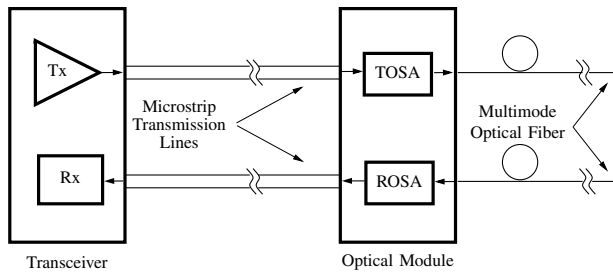 Tx
TOSA
Microstrip
Transmission
Lines
Multimode
Optical Fiber
Rx
ROSA
Transceiver
Optical Module